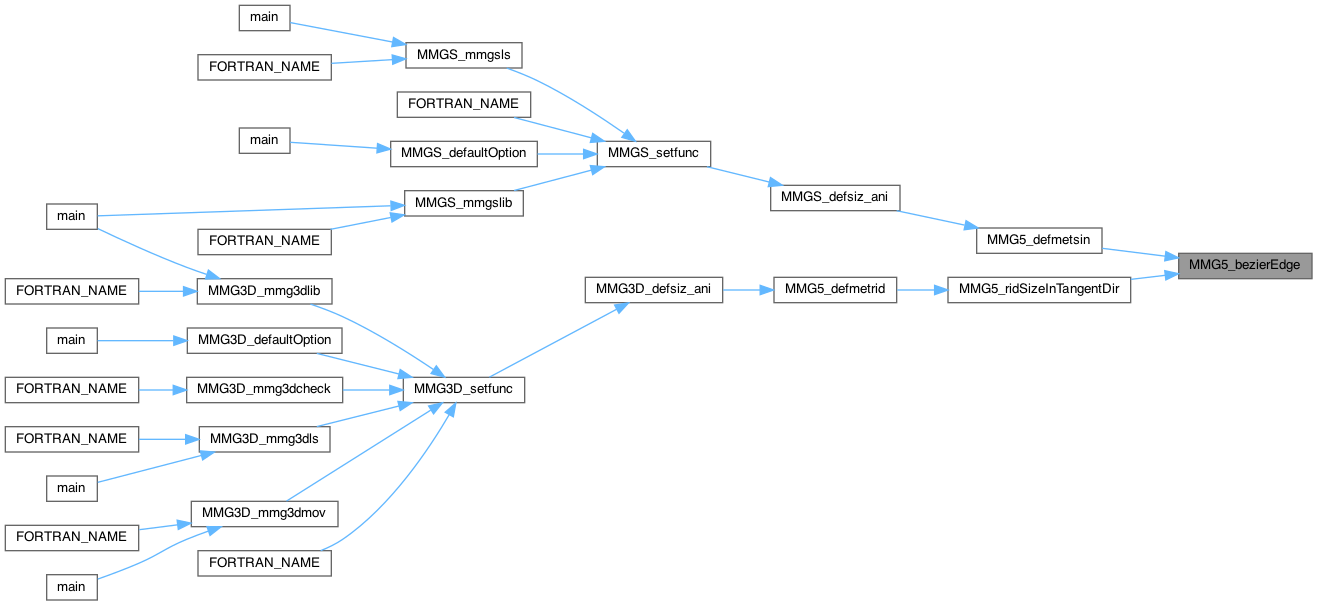 main
MMGS_mmgsls
FORTRAN_NAME
FORTRAN_NAME
main
MMGS_defaultOption
MMGS_setfunc
MMGS_defsiz_ani
MMGS_mmgslib
main
FORTRAN_NAME
MMG5_defmetsin
MMG5_bezierEdge
FORTRAN_NAME
MMG3D_mmg3dlib
MMG3D_defsiz_ani
MMG5_defmetrid
MMG5_ridSizeInTangentDir
main
MMG3D_defaultOption
FORTRAN_NAME
MMG3D_mmg3dcheck
MMG3D_setfunc
FORTRAN_NAME
MMG3D_mmg3dls
main
MMG3D_mmg3dmov
FORTRAN_NAME
FORTRAN_NAME
main